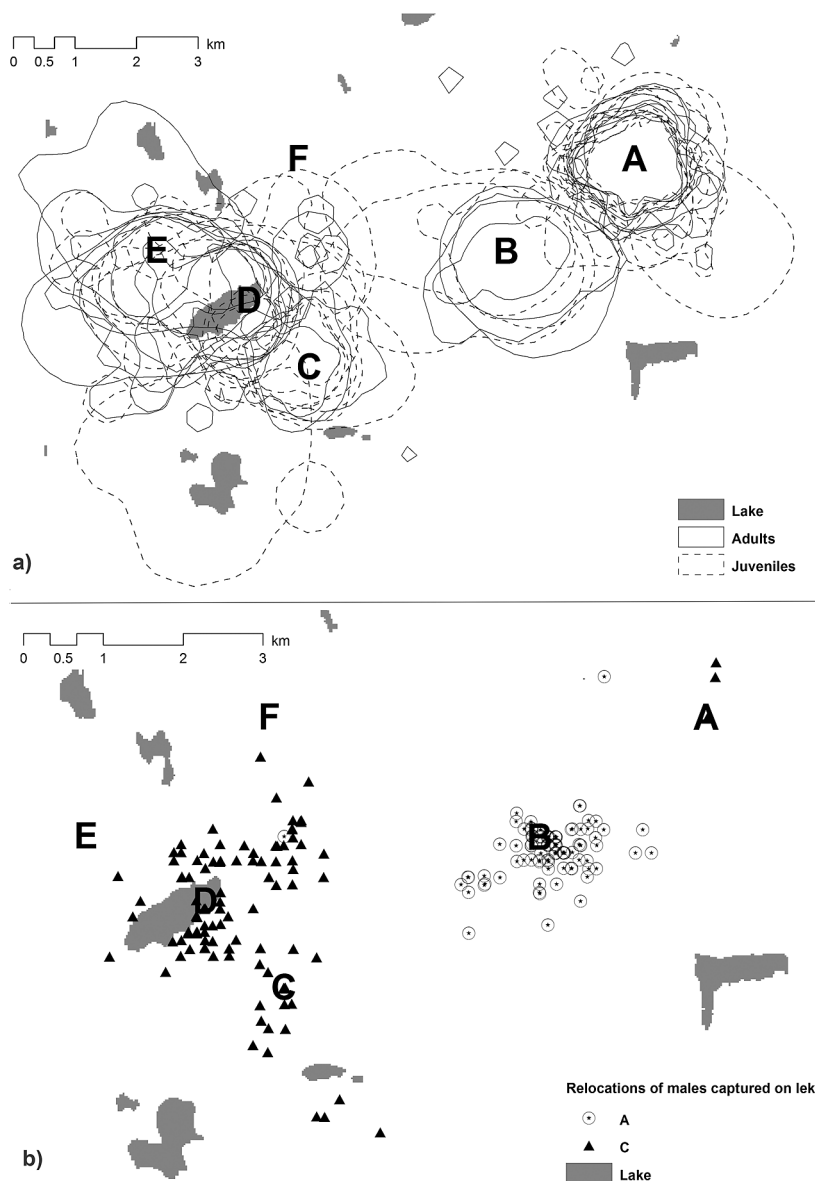 km
0 0.5 1 2 3
F
A
E
B
D
C
Lake
Adults
Juveniles
a)
km
0 0.5 1 2 3
F
A
E
B
D
C
Relocations of males captured on lek
A
C
Lake
b)